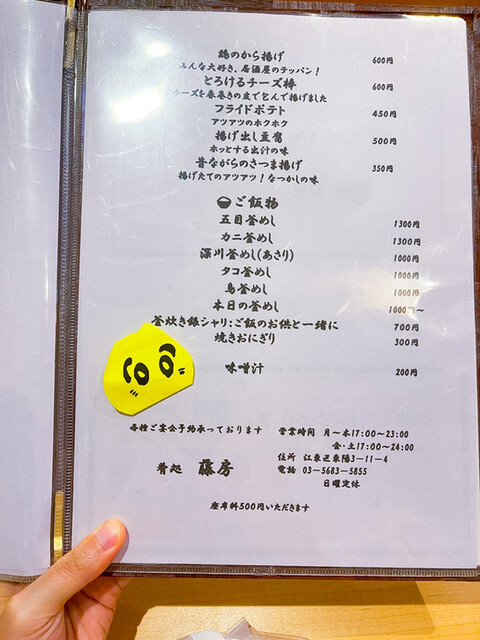 鶏のから揚げ 600円
みんな大好き、居酒屋のテッパン!
とろけるチーズ棒 600円
チーズを春巻きの皮で包んで揚げました
フライドポテト 450円
アツアツのホクホク
揚げ出し豆腐 500円
ホッとする出汁の味
昔ながらのさつま揚げ 350円
揚げたてのアツアツ!なつかしの味
ご飯物
五目釜めし 1300円
カニ釜めし 1300円
深川釜めし(あさり) 1000円
タコ釜めし 1000円
鳥釜めし 1000円
本日の釜めし 1000円〜
釜炊き銀シャリ:ご飯のお供と一緒に 700円
焼きおにぎり 300円
味噌汁 200円
各種ご宴会予約承っております
営業時間 月〜木17:00〜23:00
金・土17:00〜24:00
住所 江東区東陽3-11-4
肴処 藤房
電話 03-5683-5855
日曜定休
座席料500円いただきます